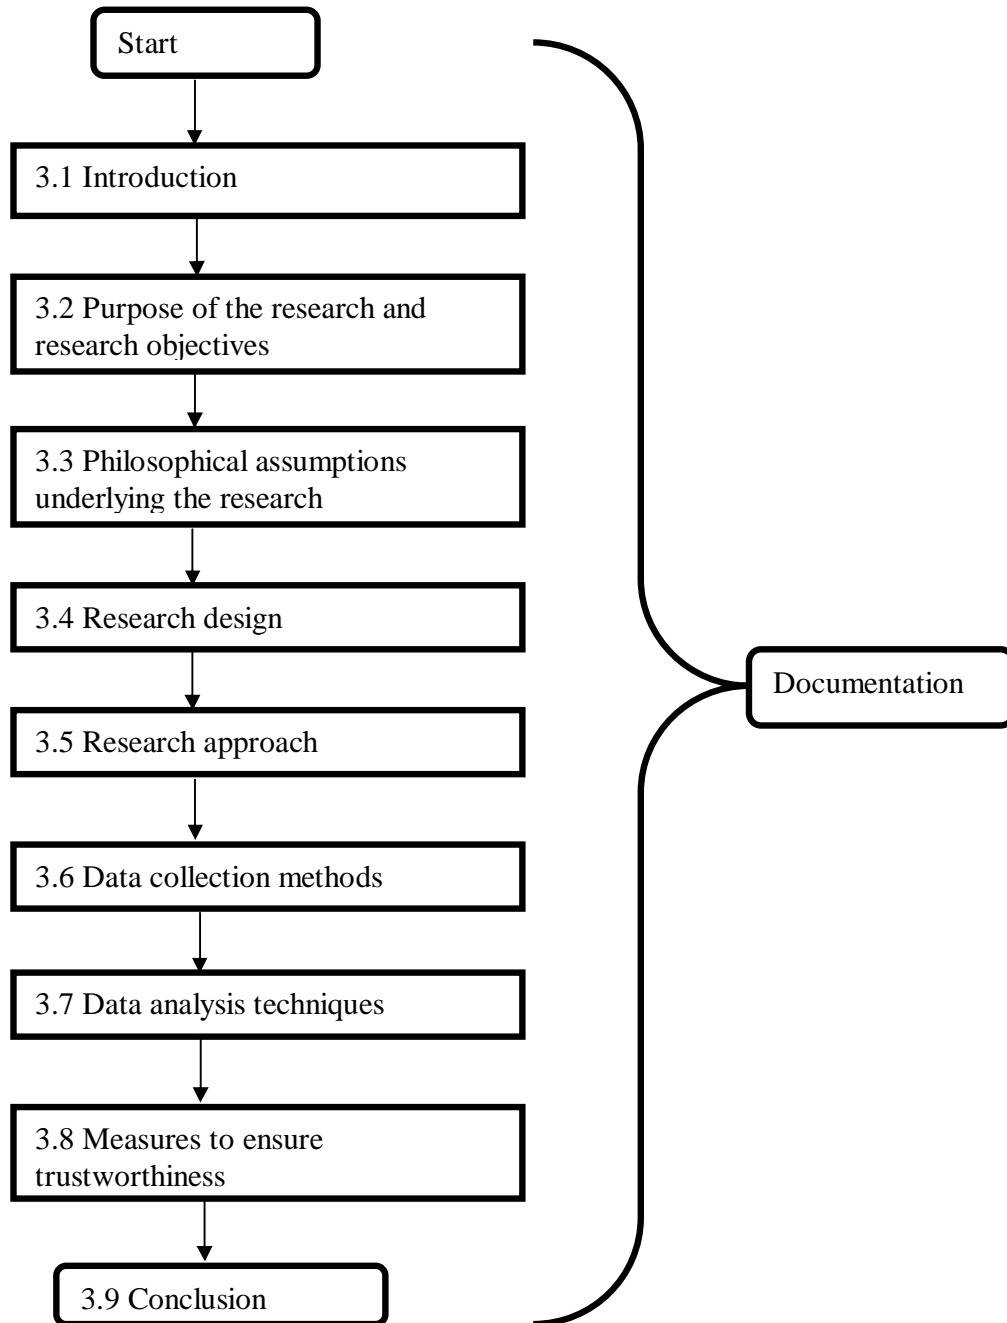 Start
3.1 Introduction
3.2 Purpose of the research and
research objectives
3.3 Philosophical assumptions
underlying the research
3.4 Research design
3.5 Research approach
3.6 Data collection methods
3.7 Data analysis techniques
3.8 Measures to ensure
trustworthiness
3.9 Conclusion
Documentation